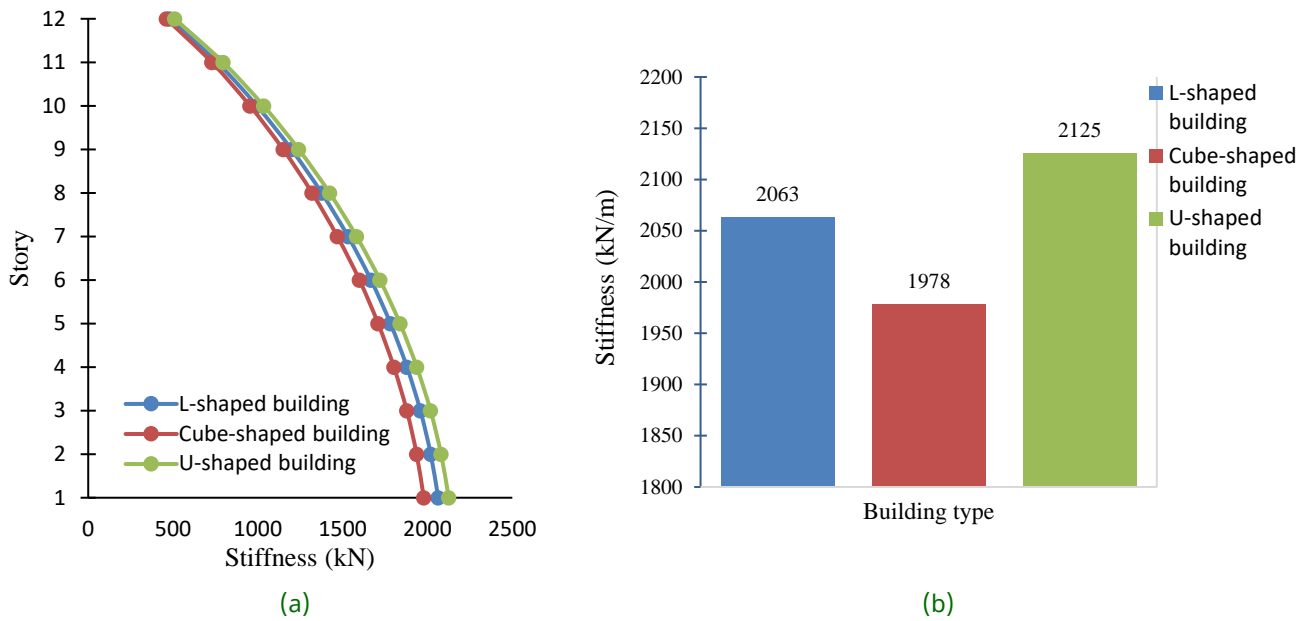 12
11
10
9
8
7
6
5
4
3
2
1
Story
L-shaped building
Cube-shaped building
U-shaped building
0 500 1000 1500 2000 2500
Stiffness (kN)
(a)
2200
2150
2100
2050
2000
1950
1900
1850
1800
Stiffness (kN/m)
2063
1978
2125
Building type
L-shaped
building
Cube-shaped
building
U-shaped
building
(b)